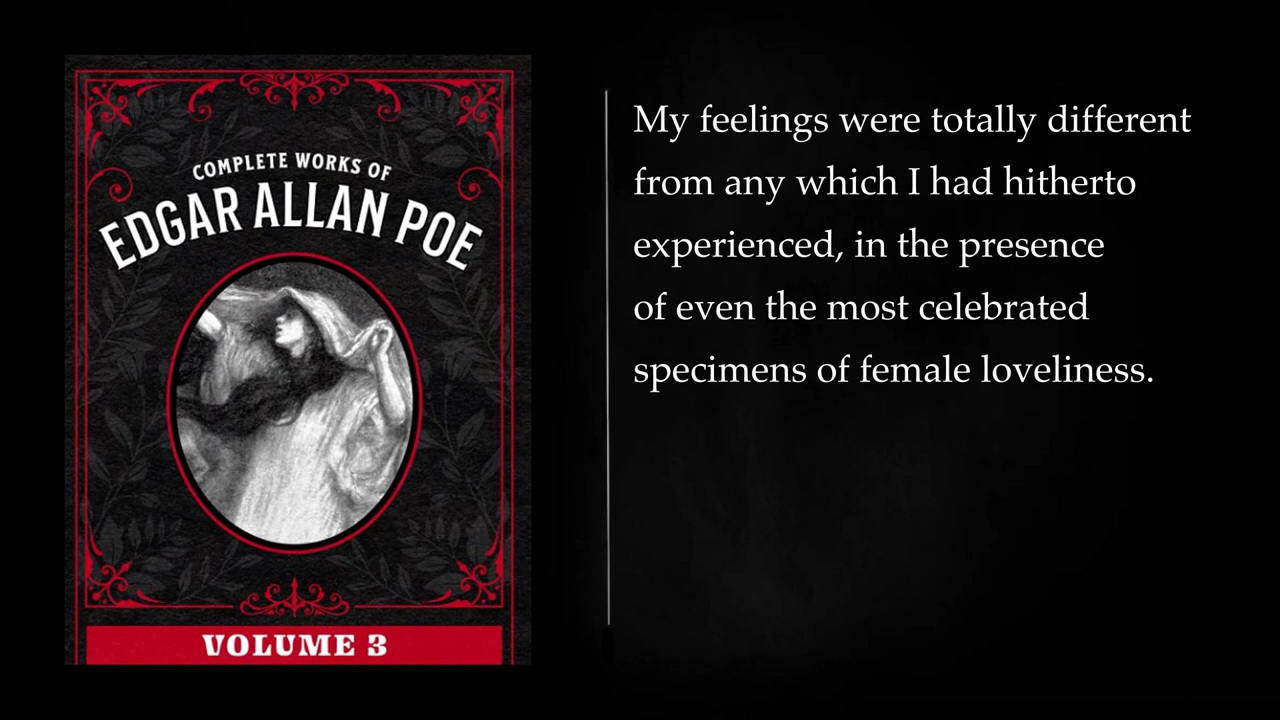 COMPLETE WORKS OF
EDGAR ALLAN POE
VOLUME 3
My feelings were totally different
from any which I had hitherto
experienced, in the presence
of even the most celebrated
specimens of female loveliness.